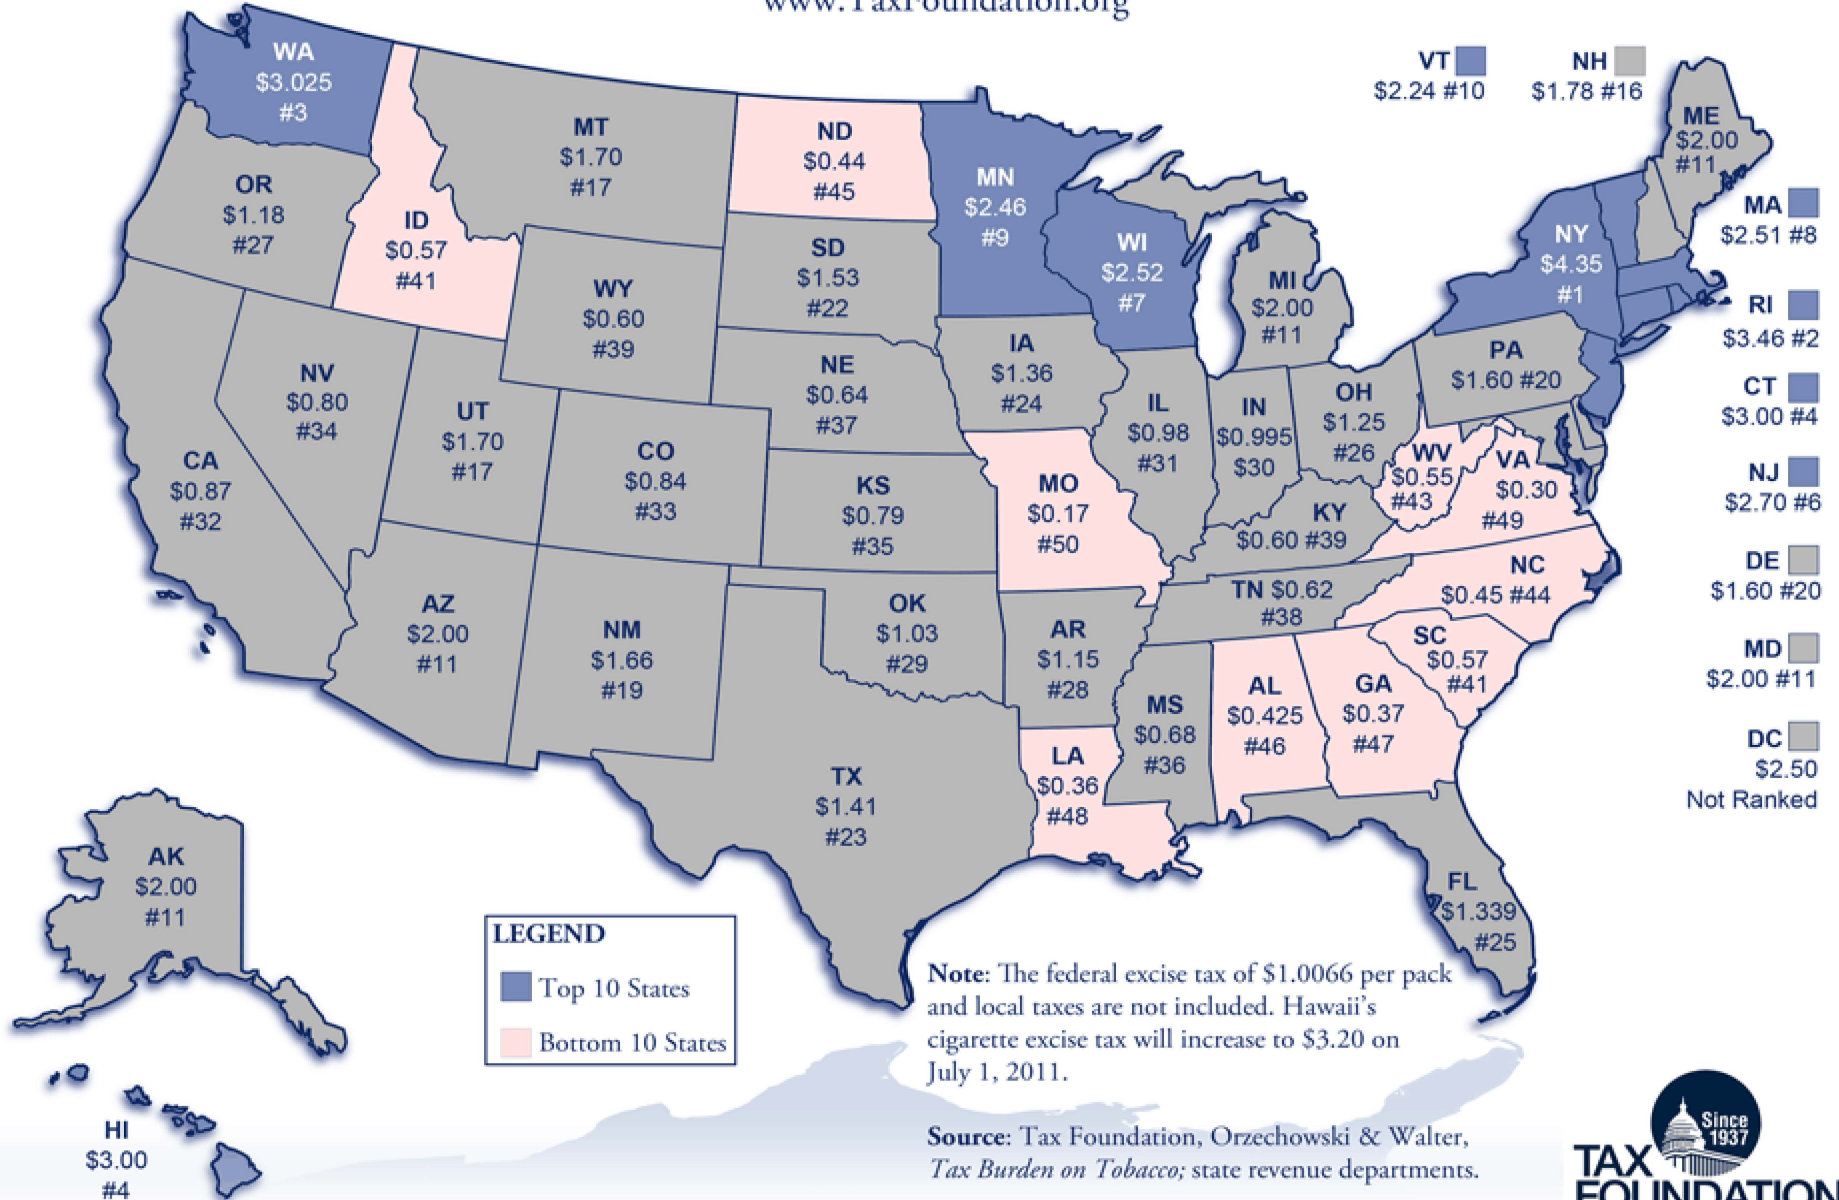 www.TaxFoundation.org
WA
$3.025
#3
MT
$1.70
#17
ND
$0.44
#45
MN
$2.46
#9
VT
$2.24 #10
NH
$1.78 #16
ME
$2.00
#11
OR
$1.18
#27
ID
$0.57
#41
WY
$0.60
#39
SD
$1.53
#22
WI
$2.52
#7
MI
$2.00
#11
NY
$4.35
#1
MA
$2.51 #8
RI
$3.46 #2
CT
$3.00 #4
NJ
$2.70 #6
DE
$1.60 #20
MD
$2.00 #11
DC
$2.50
Not Ranked
NV
$0.80
#34
UT
$1.70
#17
CO
$0.84
#33
NE
$0.64
#37
IA
$1.36
#24
IL
$0.98
#31
IN
$0.995
$30
OH
$1.25
#26
PA
$1.60 #20
CA
$0.87
#32
KS
$0.79
#35
MO
$0.17
#50
KY
$0.60 #39
WV
$0.55
#43
VA
$0.30
#49
AZ
$2.00
#11
NM
$1.66
#19
OK
$1.03
#29
AR
$1.15
#28
TN $0.62
#38
NC
$0.45 #44
SC
$0.57
#41
TX
$1.41
#23
LA
$0.36
#48
MS
$0.68
#36
AL
$0.425
#46
GA
$0.37
#47
FL
$1.339
#25
AK
$2.00
#11
HI
$3.00
#4
LEGEND
Top 10 States
Bottom 10 States
Note: The federal excise tax of $1.0066 per pack
and local taxes are not included. Hawaii's
cigarette excise tax will increase to $3.20 on
July 1, 2011.
Source: Tax Foundation, Orzechowski & Walter,
Tax Burden on Tobacco; state revenue departments.
Since
1937
TAX
FOUNDATION